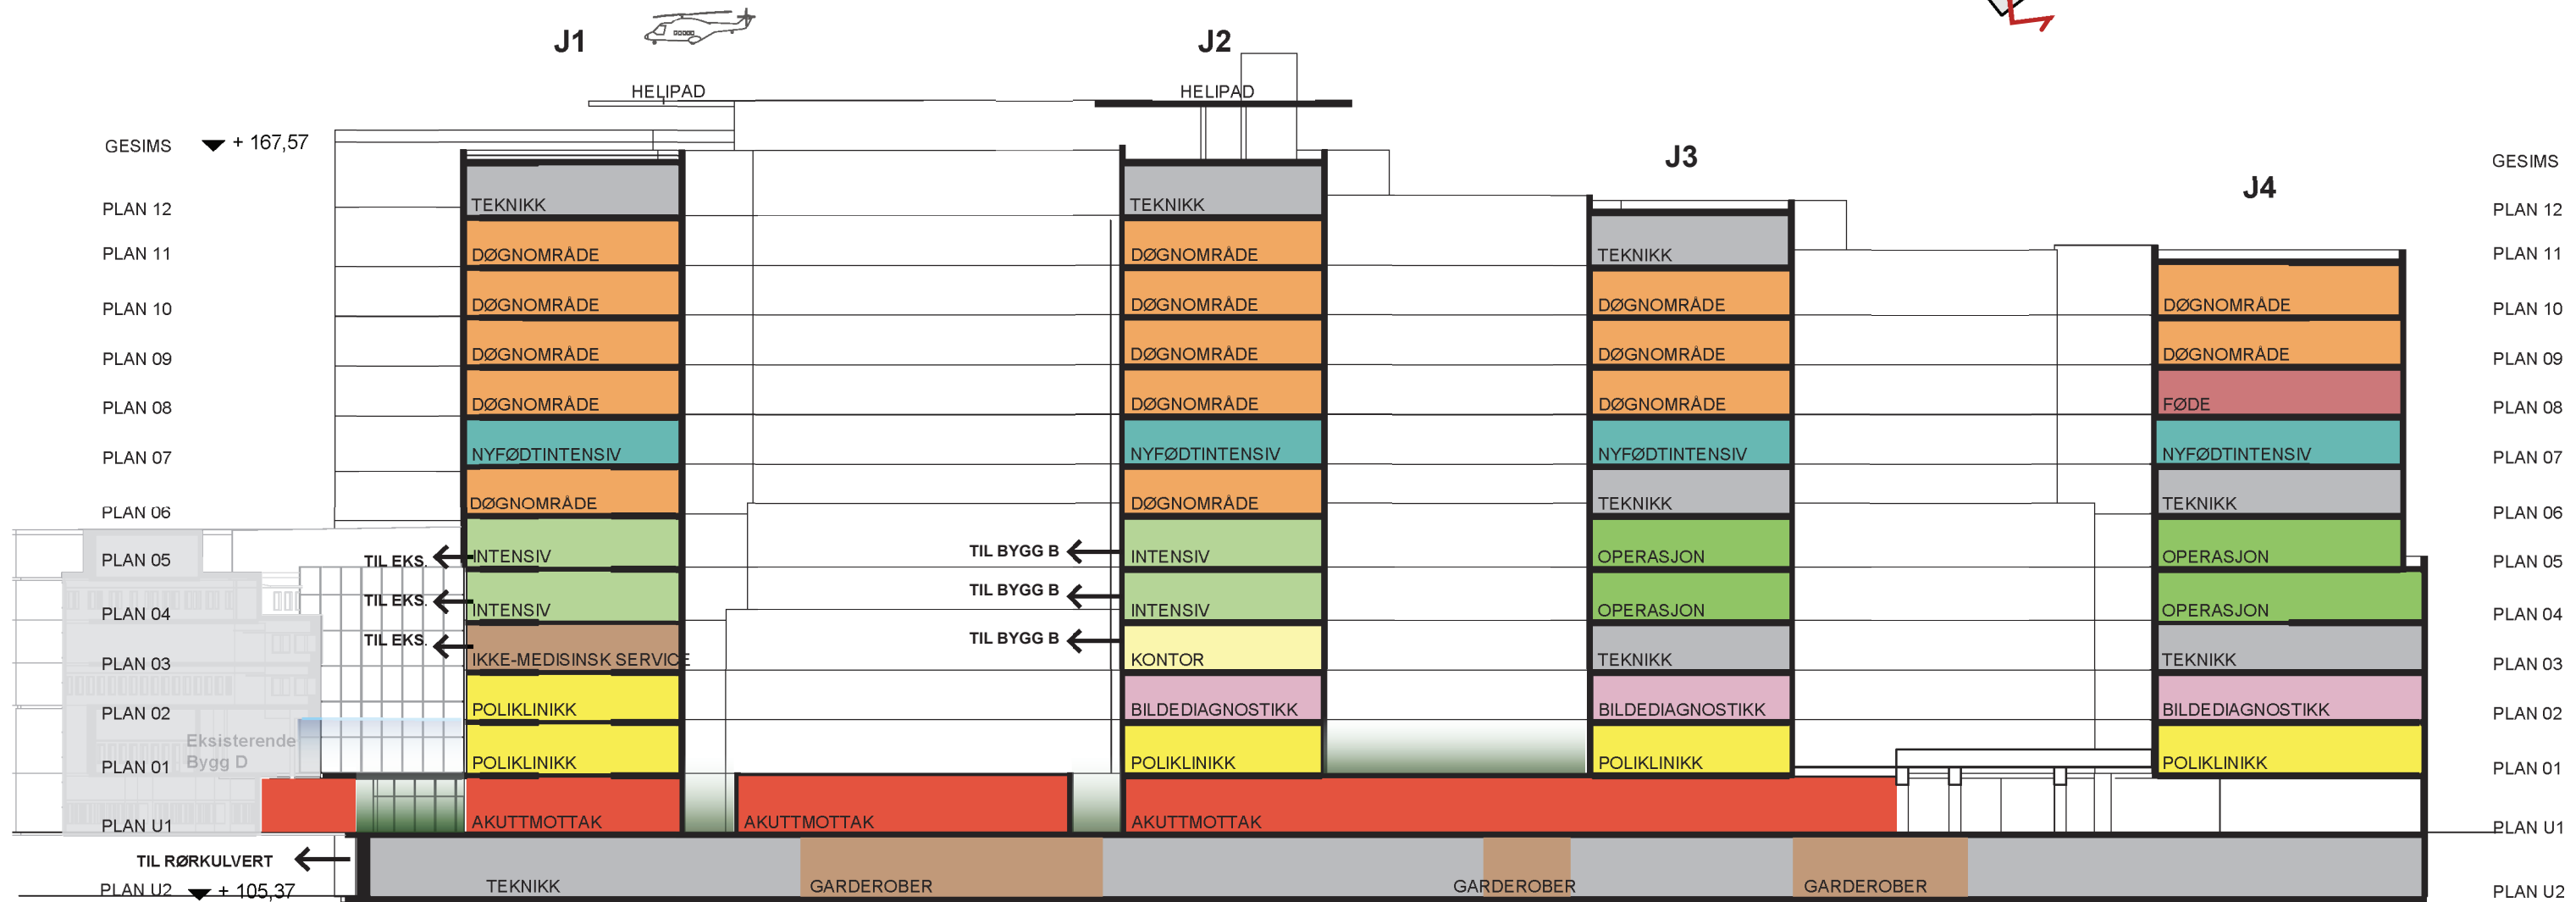 J1
J2
HELIPAD
HELIPAD
GESIMS
+ 167,57
J3
GESIMS
J4
PLAN 12
TEKNIKK
TEKNIKK
PLAN 12
PLAN 11
DØGNOMRÅDE
DØGNOMRÅDE
TEKNIKK
PLAN 11
PLAN 10
DØGNOMRÅDE
DØGNOMRÅDE
DØGNOMRÅDE
DØGNOMRÅDE
PLAN 10
PLAN 09
DØGNOMRÅDE
DØGNOMRÅDE
DØGNOMRÅDE
DØGNOMRÅDE
PLAN 09
PLAN 08
DØGNOMRÅDE
DØGNOMRÅDE
DØGNOMRÅDE
FØDE
PLAN 08
PLAN 07
NYFØDTINTENSIV
NYFØDTINTENSIV
NYFØDTINTENSIV
NYFØDTINTENSIV
PLAN 07
PLAN 06
DØGNOMRÅDE
DØGNOMRÅDE
TEKNIKK
TEKNIKK
PLAN 06
PLAN 05
TIL EKS.
INTENSIV
TIL BYGG B
INTENSIV
OPERASJON
OPERASJON
PLAN 05
PLAN 04
TIL EKS.
INTENSIV
TIL BYGG B
INTENSIV
OPERASJON
OPERASJON
PLAN 04
PLAN 03
TIL EKS.
IKKE-MEDISINSK SERVICE
TIL BYGG B
KONTOR
TEKNIKK
TEKNIKK
PLAN 03
PLAN 02
POLIKLINIKK
BILDEDIAGNOSTIKK
BILDEDIAGNOSTIKK
BILDEDIAGNOSTIKK
PLAN 02
Eksisterende
Bygg D
PLAN 01
POLIKLINIKK
POLIKLINIKK
POLIKLINIKK
POLIKLINIKK
PLAN 01
PLAN U1
AKUTTMOTTAK
AKUTTMOTTAK
AKUTTMOTTAK
PLAN U1
TIL RØRKULVERT
PLAN U2
+ 105,37
TEKNIKK
GARDEROBER
GARDEROBER
GARDEROBER
PLAN U2